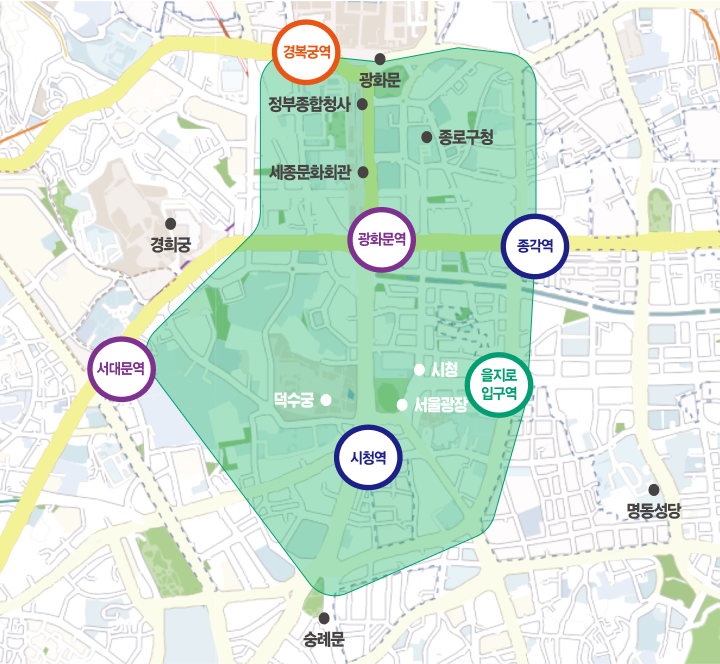 경복궁역
광화문
정부종합청사
종로구청
세종문화회관
경희궁
광화문역
종각역
서대문역
시청
을지로
입구역
덕수궁
서울광장
시청역
명동성당
숭례문